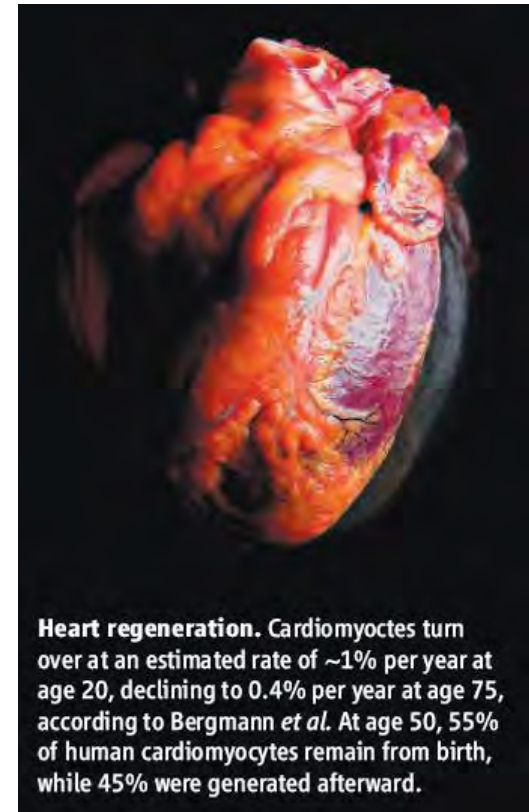 Heart regeneration. Cardiomyoctes turn
over at an estimated rate of ~1% per year at
age 20, declining to 0.4% per year at age 75,
according to Bergmann et al. At age 50, 55%
of human cardiomyocytes remain from birth,
while 45% were generated afterward.